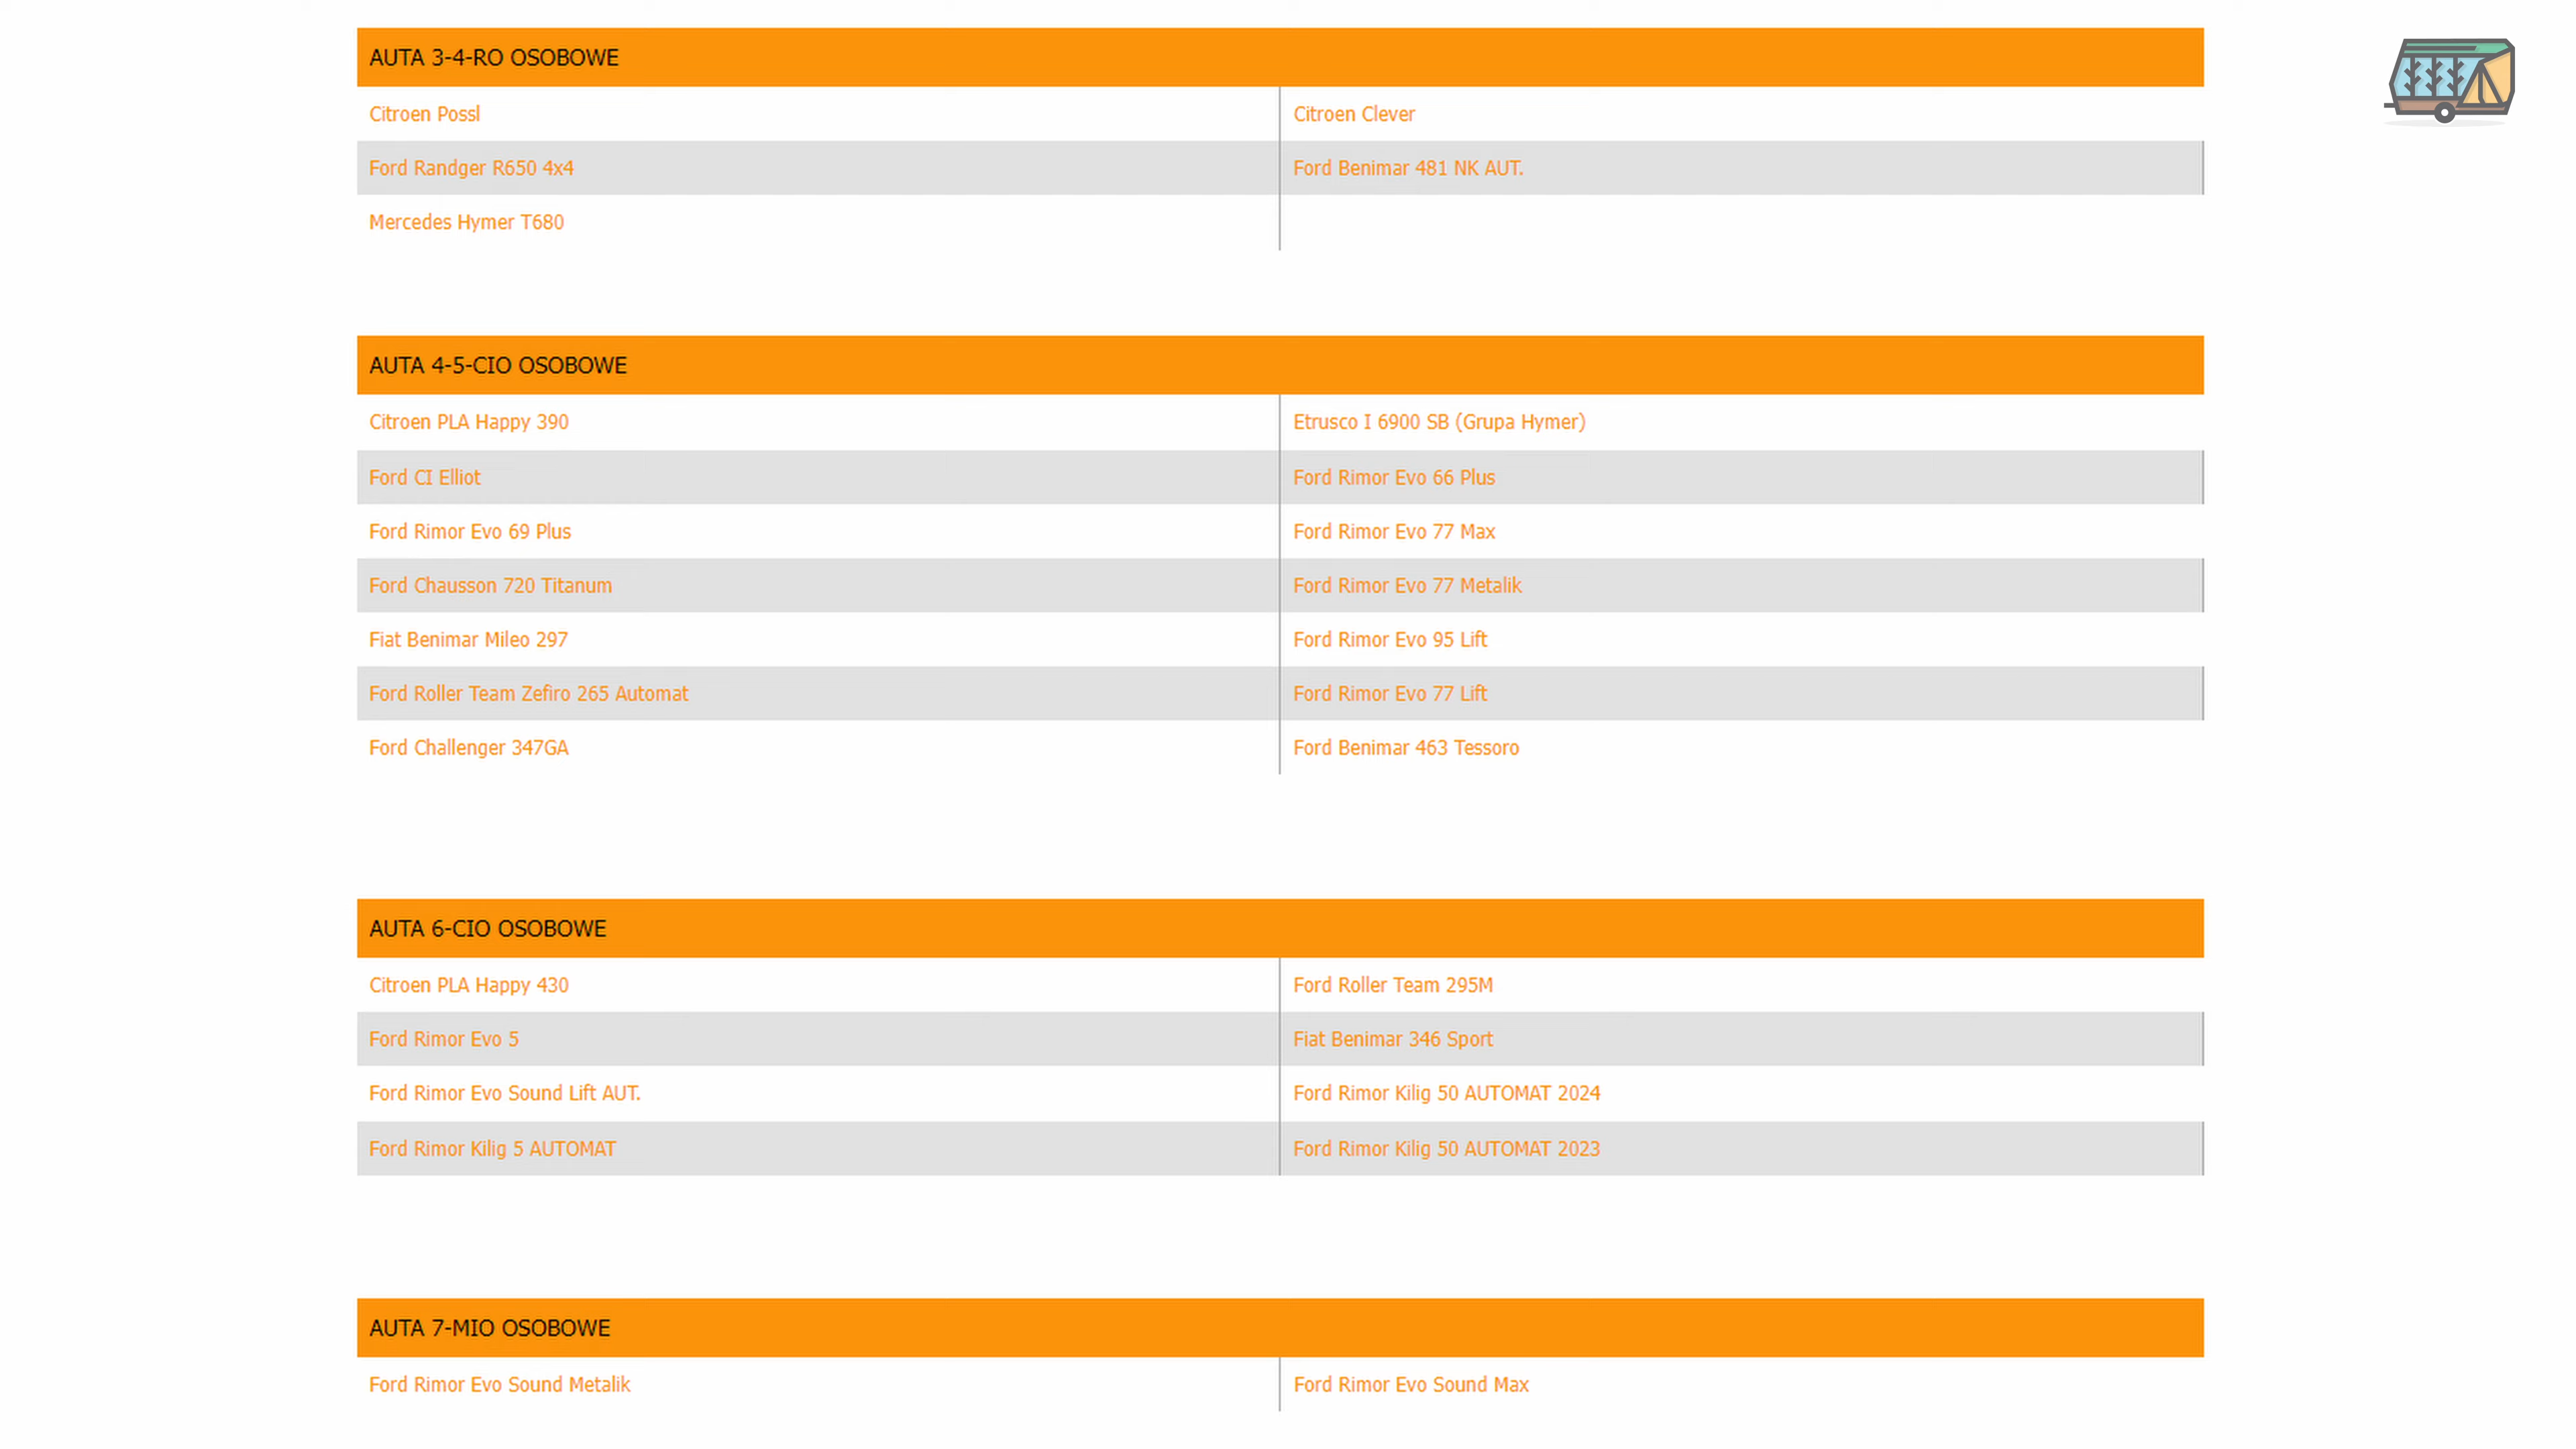 AUTA 3-4-RO OSOBOWE
Citroen Possl
Citroen Clever
Ford Randger R650 4x4
Ford Benimar 481 NK AUT.
Mercedes Hymer T680
AUTA 4-5-CIO OSOBOWE
Citroen PLA Happy 390
Etrusco I 6900 SB (Grupa Hymer)
Ford CI Elliot
Ford Rimor Evo 66 Plus
Ford Rimor Evo 69 Plus
Ford Rimor Evo 77 Max
Ford Chausson 720 Titanum
Ford Rimor Evo 77 Metalik
Fiat Benimar Mileo 297
Ford Rimor Evo 95 Lift
Ford Roller Team Zefiro 265 Automat
Ford Rimor Evo 77 Lift
Ford Challenger 347GA
Ford Benimar 463 Tessoro
AUTA 6-CIO OSOBOWE
Citroen PLA Happy 430
Ford Roller Team 295M
Ford Rimor Evo 5
Fiat Benimar 346 Sport
Ford Rimor Evo Sound Lift AUT.
Ford Rimor Kilig 50 AUTOMAT 2024
Ford Rimor Kilig 5 AUTOMAT
Ford Rimor Kilig 50 AUTOMAT 2023
AUTA 7-MIO OSOBOWE
Ford Rimor Evo Sound Metalik
Ford Rimor Evo Sound Max